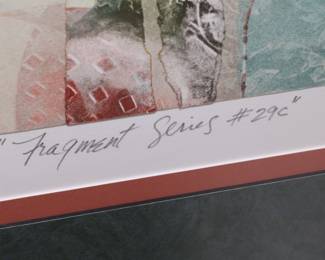 "Fragment Series #29c"